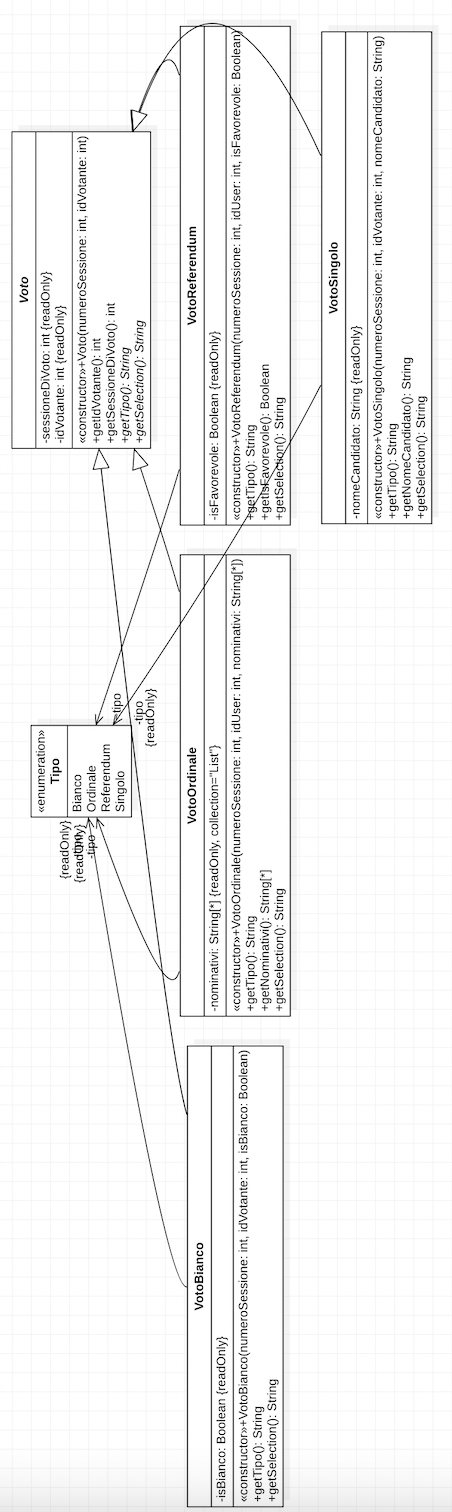 Voto
-sessioneDiVoto: int {readOnly}
-idVotante: int {readOnly}
«constructor»+Voto(numeroSessione: int, idVotante: int)
+getIdVotante(): int
+getSessioneDiVoto(): int
+getTipo(): String
+getSelection(): String
VotoReferendum
-isFavorevole: Boolean {readOnly}
«constructor»+VotoReferendum(numeroSessione: int, idUser: int, isFavorevole: Boolean)
+getTipo(): String
+getIsFavorevole(): Boolean
+getSelection(): String
VotoSingolo
-nomeCandidato: String {readOnly}
«constructor»+VotoSingolo(numeroSessione: int, idVotante: int, nomeCandidato: String)
+getTipo(): String
+getNomeCandidato(): String
+getSelection(): String
«enumeration»
Tipo
Bianco
Ordinale
Referendum
Singolo
-tipo
-tipo
{readOnly}
{readOnly}
{readOnly}
-tipo
VotoOrdinale
-nominativi: String[*] {readOnly, collection="List"}
«constructor»+VotoOrdinale(numeroSessione: int, idUser: int, nominativi: String[*])
+getTipo(): String
+getNominativi(): String[*]
+getSelection(): String
VotoBianco
-isBianco: Boolean {readOnly}
«constructor»+VotoBianco(numeroSessione: int, idVotante: int, isBianco: Boolean)
+getTipo(): String
+getSelection(): String